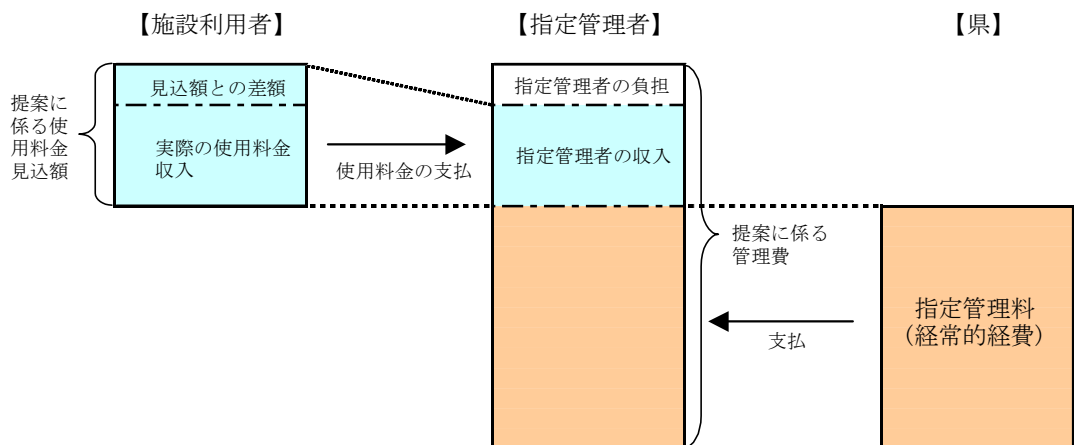 【施設利用者】
【指定管理者】
【県】
提案に
係る使
用料金
見込額
見込額との差額
実際の使用料金
収入
使用料金の支払
指定管理者の負担
指定管理者の収入
提案に係る
管理費
支払
指定管理料
（経常的経費）